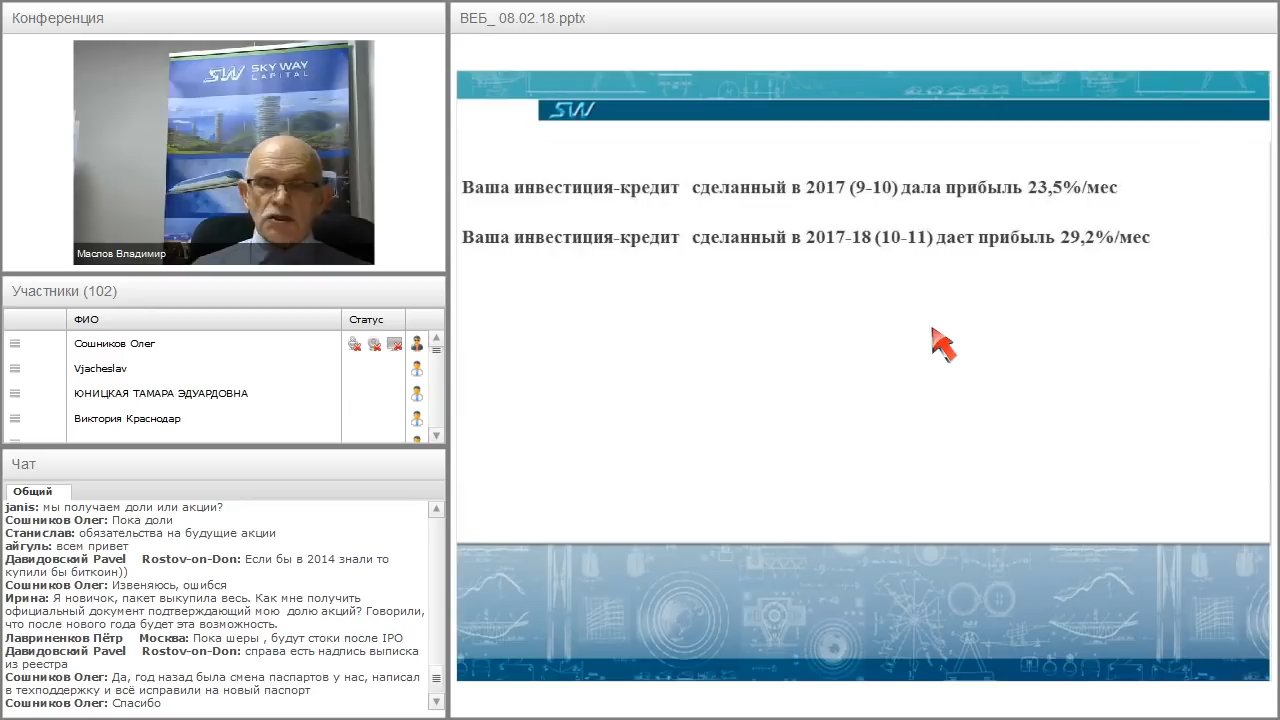 Конференция
SW SKY WAY
CAPITAL
Маслов Владимир
Участники (102)
ФИО
Статус
Сошников Олег
Vjacheslav
ЮНИЦКАЯ ТАМАРА ЭДУАРДОВНА
Виктория Краснодар
Чат
Общий
janis: мы получаем доли или акции?
Сошников Олег: Пока доли
Станислав: обязательства на будущие акции
айгуль: всем привет
Давидовский Pavel Rostov-on-Don: Если бы в 2014 знали то
купили бы биткоин))
Сошников Олег: Извеняюсь, ошибся
Ирина: Я новичок, пакет выкупила весь. Как мне получить
официальный документ подтверждающий мою долю акций? Говорили,
что после нового года будет эта возможность.
Лавриненков Пётр Москва: Пока шеры , будут стоки после IPO
Давидовский Pavel Rostov-on-Don: справа есть надпись выписка
из реестра
Сошников Олег: Да, год назад была смена паспартов у нас, написал
в техподдержку и всё исправили на новый паспорт
Сошников Олег: Спасибо
ВЕБ_ 08.02.18.pptx
SW
Ваша инвестиция-кредит сделанный в 2017 (9-10) дала прибыль 23,5%/мес
Ваша инвестиция-кредит сделанный в 2017-18 (10-11) дает прибыль 29,2%/мес